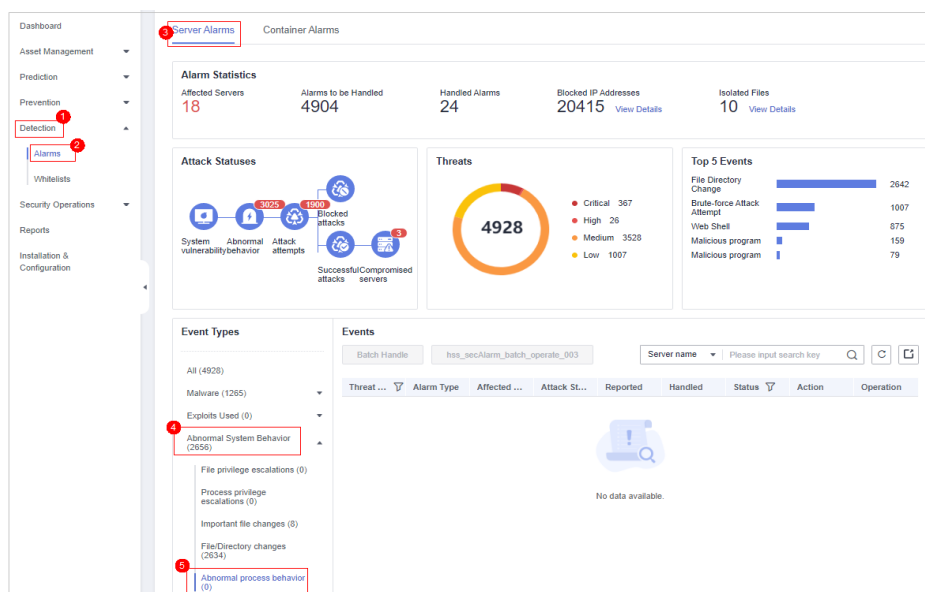 Dashboard
Asset Management
Prediction
Prevention
1
Detection
2
Alarms
Whitelists
Security Operations
Reports
Installation &
Configuration
3
Server Alarms
Container Alarms
Alarm Statistics
Affected Servers
18
Alarms to be Handled
4904
Handled Alarms
24
Blocked IP Addresses
20415 View Details
Isolated Files
10 View Details
Attack Statuses
3025
1900
3
Blocked
attacks
System
vulnerability
Abnormal
behavior
Attack
attempts
Successful
attacks
Compromised
servers
Threats
4928
Critical 367
High 26
Medium 3528
Low 1007
Top 5 Events
File Directory
Change
2642
Brute-force Attack
Attempt
1007
Web Shell
875
Malicious program
159
Malicious program
79
Event Types
All (4928)
Malware (1265)
Exploits Used (0)
4
Abnormal System Behavior
(2656)
File privilege escalations (0)
Process privilege
escalations (0)
Important file changes (8)
File/Directory changes
(2634)
5
Abnormal process behavior
(0)
Events
Batch Handle
hss_secAlarm_batch_operate_003
Server name
Please input search key
Threat ... Alarm Type Affected ... Attack St... Reported Handled Status Action Operation
No data available.